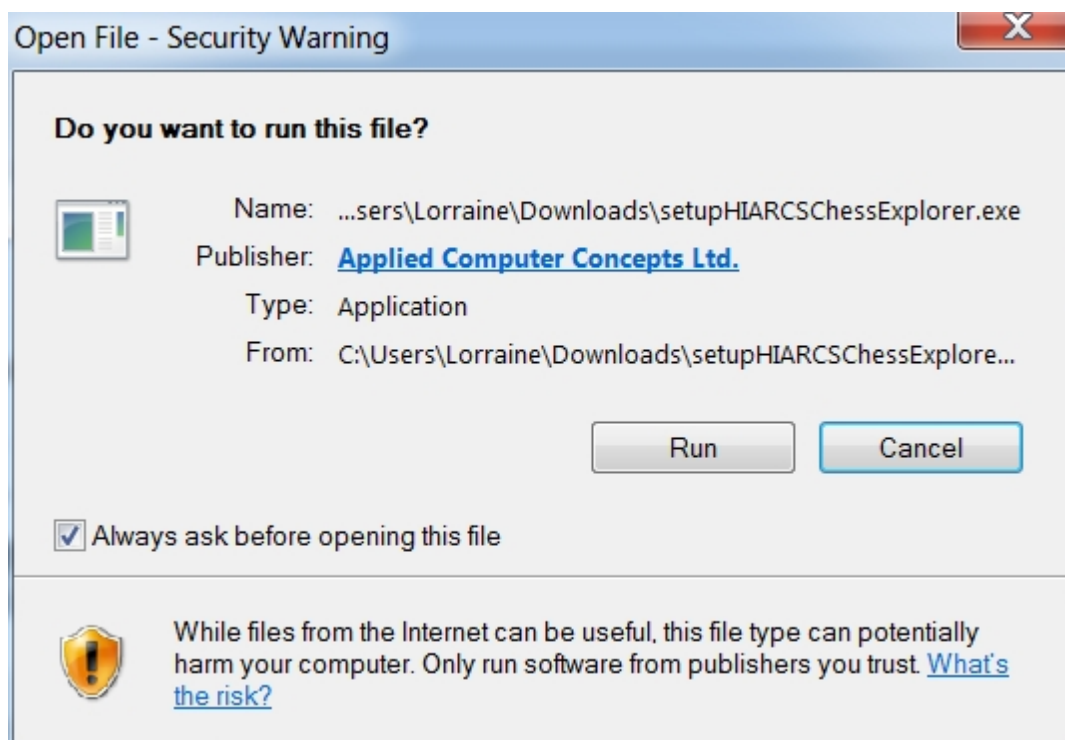 Open File - Security Warning
Do you want to run this file?
Name: ...sers\Lorraine\Downloads\setupHIARCSChessExplorer.exe
Publisher: Applied Computer Concepts Ltd.
Type: Application
From: C:\Users\Lorraine\Downloads\setupHIARCSChessExplore...
Run Cancel
Always ask before opening this file
While files from the Internet can be useful, this file type can potentially
harm your computer. Only run software from publishers you trust. What's
the risk?